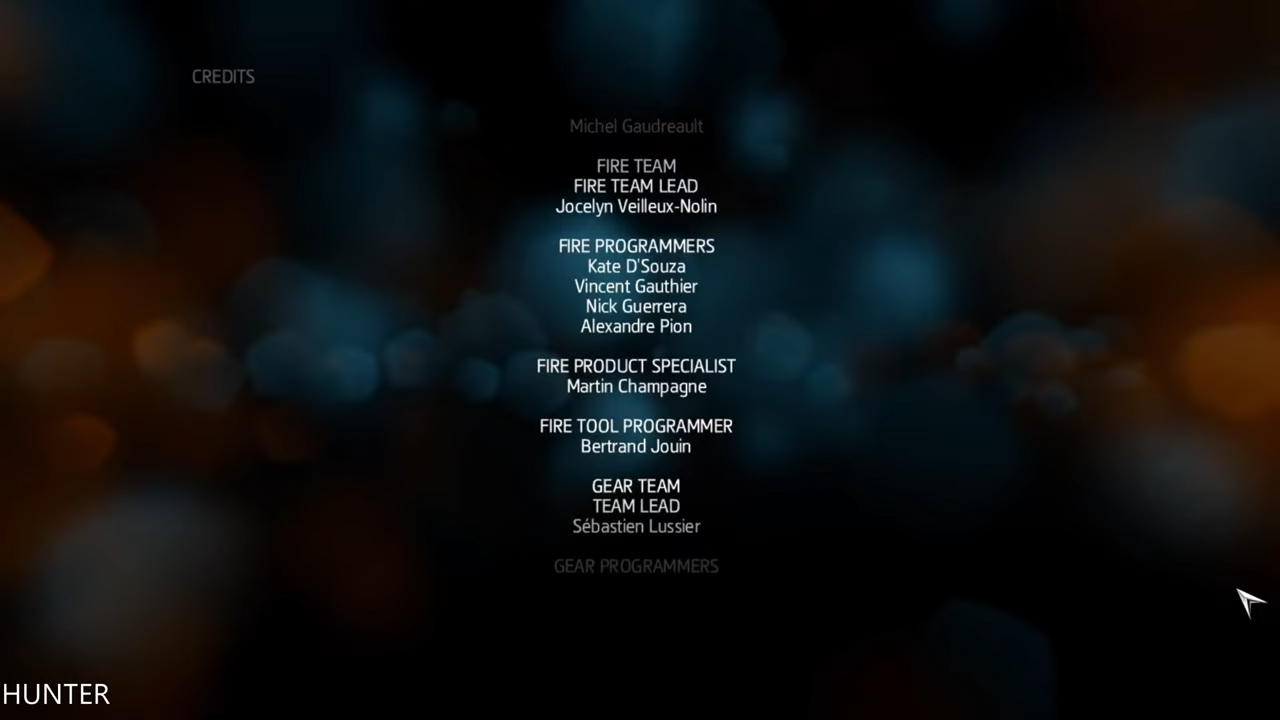 CREDITS
Michel Gaudreault
FIRE TEAM
FIRE TEAM LEAD
Jocelyn Veilleux-Nolin
FIRE PROGRAMMERS
Kate D'Souza
Vincent Gauthier
Nick Guerrera
Alexandre Pion
FIRE PRODUCT SPECIALIST
Martin Champagne
FIRE TOOL PROGRAMMER
Bertrand Jouin
GEAR TEAM
TEAM LEAD
Sébastien Lussier
GEAR PROGRAMMERS
HUNTER